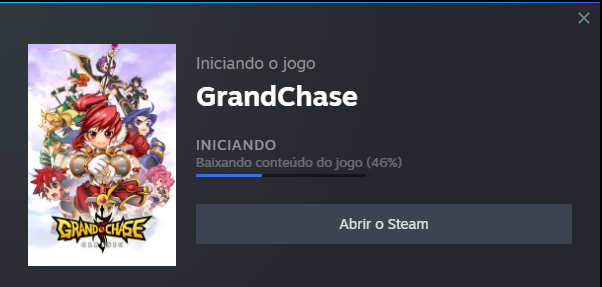 Iniciando o jogo
GrandChase
INICIANDO
Baixando conteúdo do jogo (46%)
Abrir o Steam
GRAND CHASE
CLASSIC